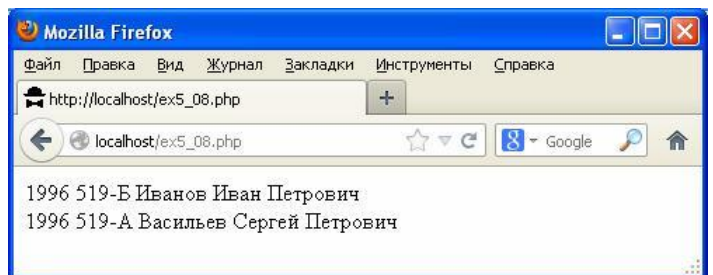 Mozilla Firefox
Файл Правка Вид Журнал Закладки Инструменты Справка
http://localhost/ex5_08.php
localhost/ex5_08.php Google
1996 519-Б Иванов Иван Петрович
1996 519-А Васильев Сергей Петрович